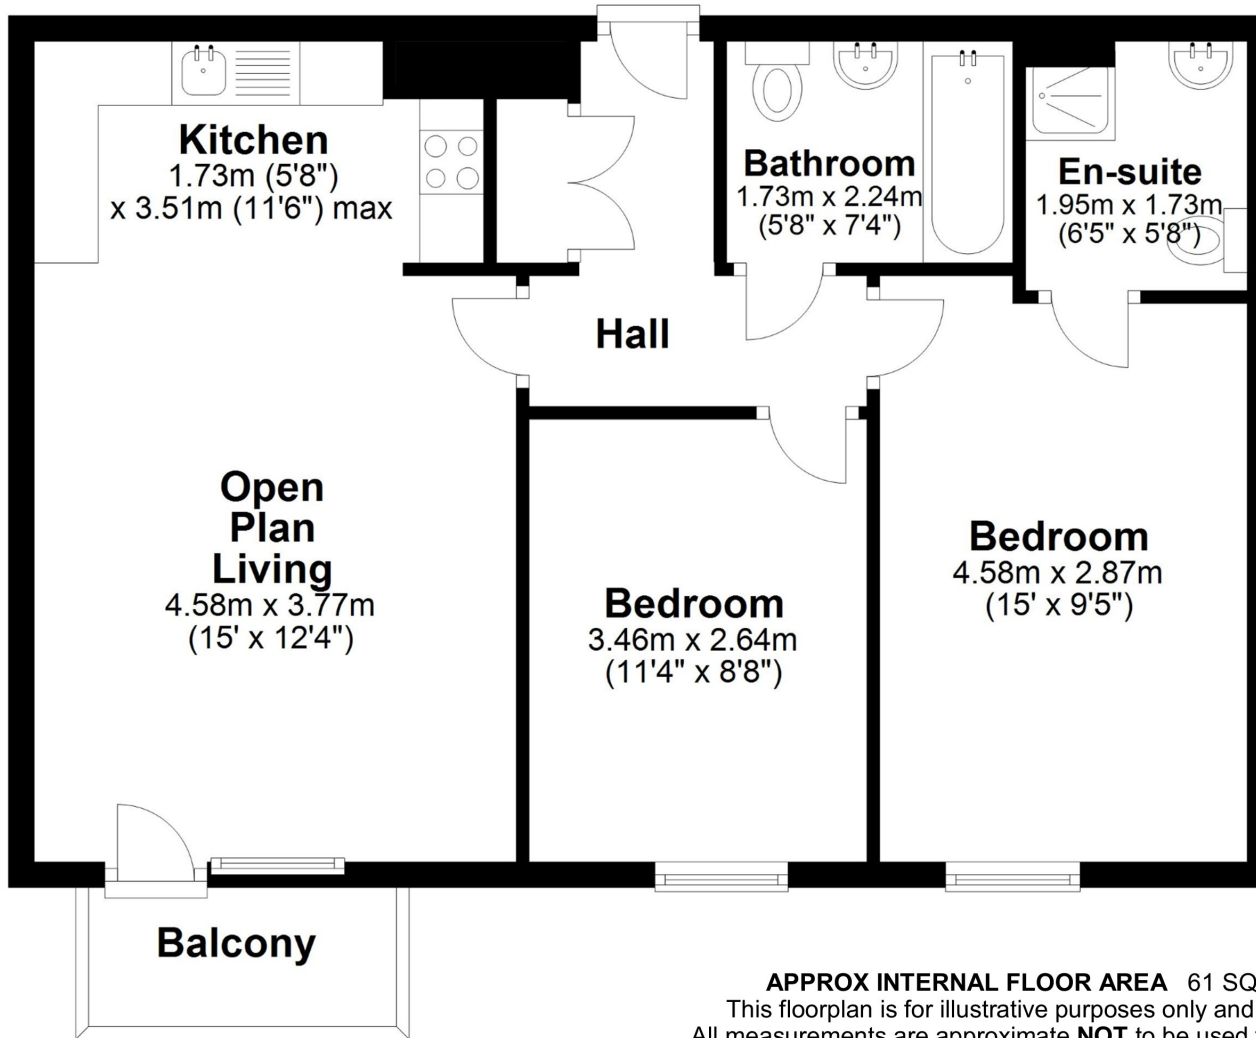 Kitchen
1.73m (5'8")
x 3.51m (11'6") max
Bathroom
1.73m x 2.24m
(5'8" x 7'4")
En-suite
1.95m x 1.73m
(6'5" x 5'8")
Hall
Open
Plan
Living
4.58m x 3.77m
(15' x 12'4")
Bedroom
3.46m x 2.64m
(11'4" x 8'8")
Bedroom
4.58m x 2.87m
(15' x 9'5")
Balcony
APPROX INTERNAL FLOOR AREA 61 SQ
This floorplan is for illustrative purposes only and
All measurements are approximate NOT to be used